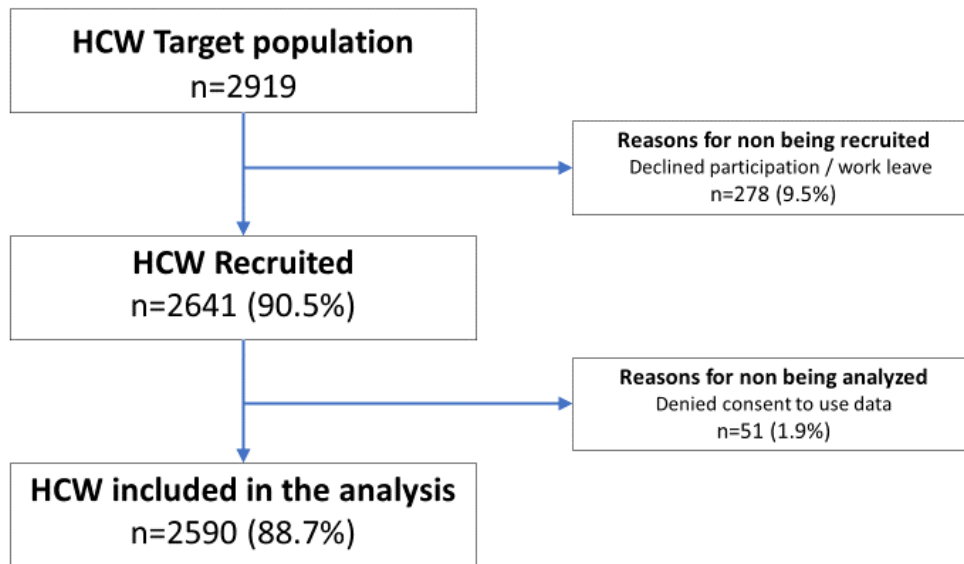 HCW Target population
n=2919
Reasons for non being recruited
Declined participation / work leave
n=278 (9.5%)
HCW Recruited
n=2641 (90.5%)
Reasons for non being analyzed
Denied consent to use data
n=51 (1.9%)
HCW included in the analysis
n=2590 (88.7%)